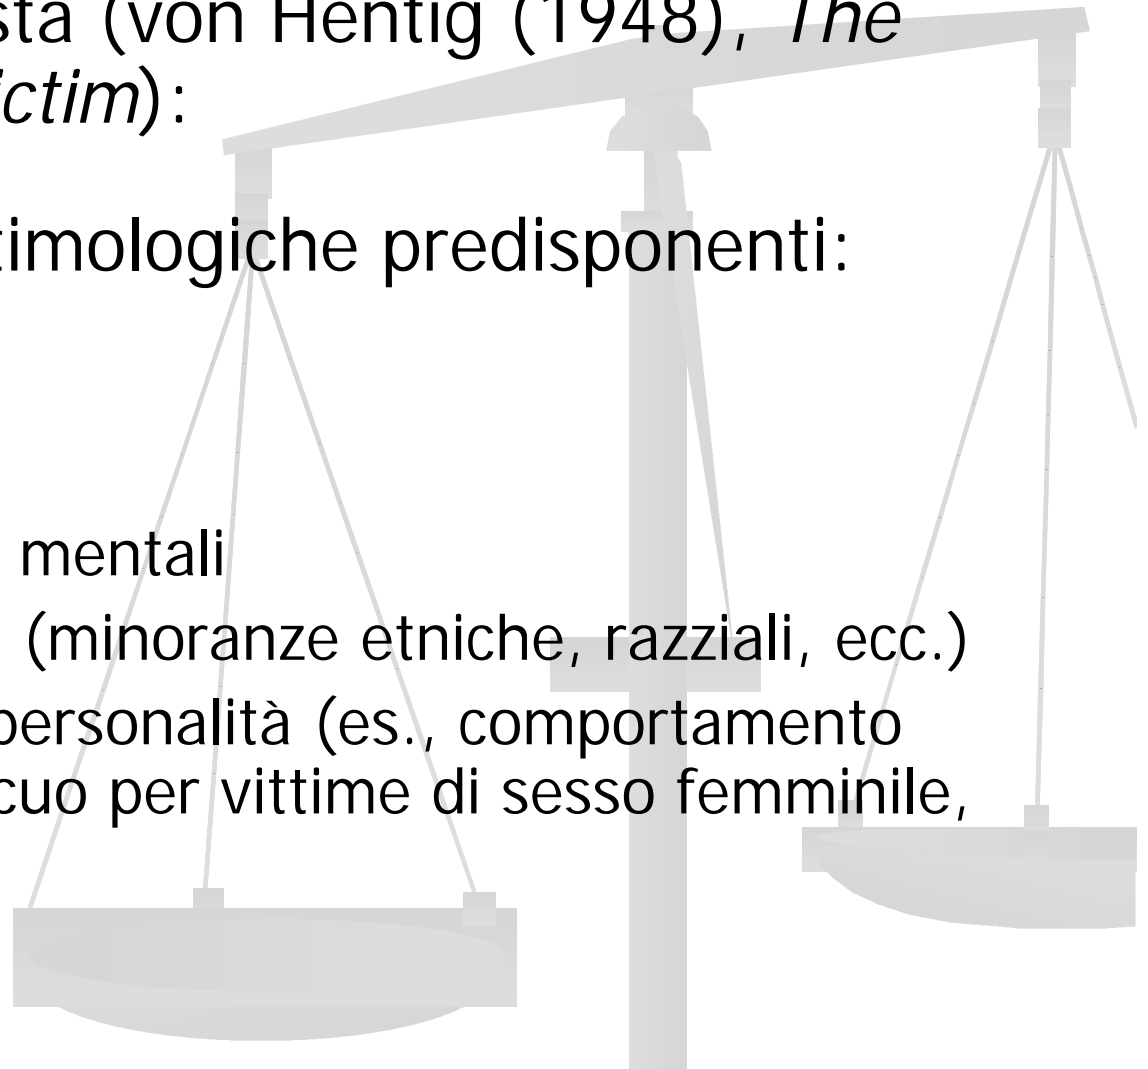 sta (von Hentig (1948), The
ictim):
timologiche predisponenti:
mentali
(minoranze etniche, razziali, ecc.)
personalità (es., comportamento
cuo per vittime di sesso femminile,